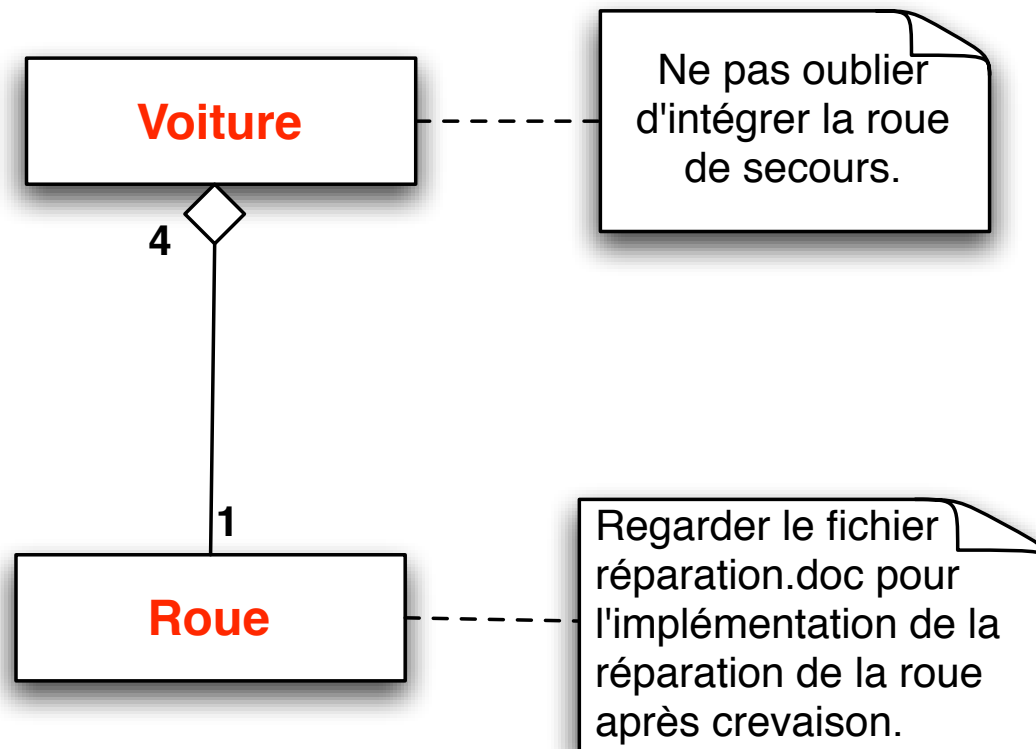 Voiture
Ne pas oublier
d'intégrer la roue
de secours.
4
1
Roue
Regarder le fichier
réparation.doc pour
l'implémentation de la
réparation de la roue
après crevaison.